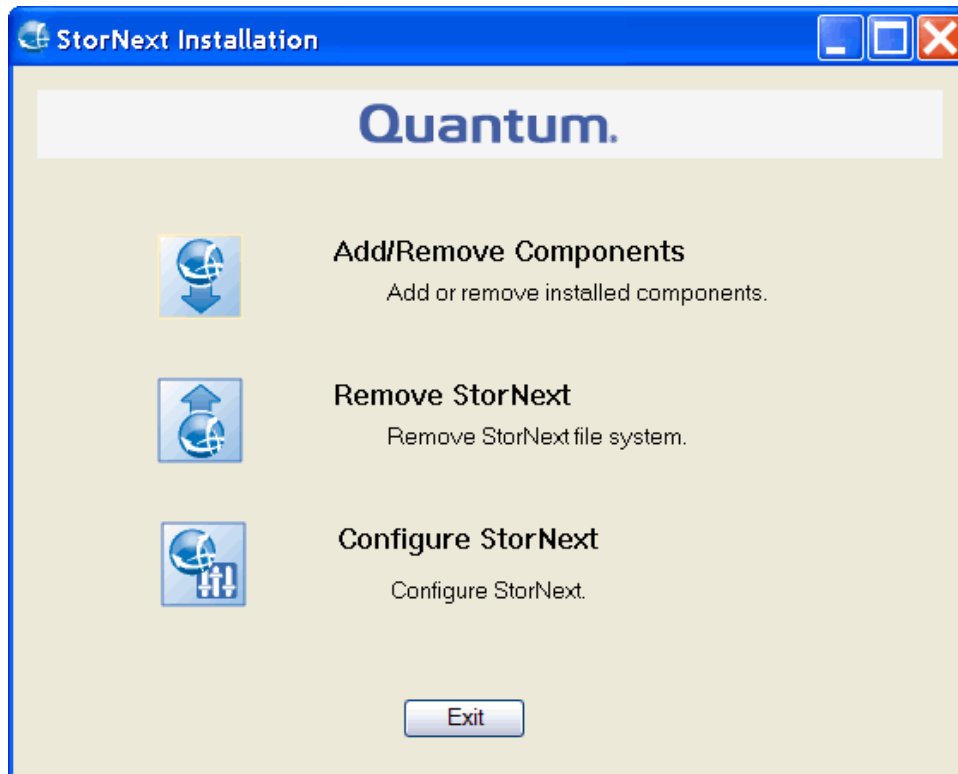 StorNext Installation
Quantum.
Add/Remove Components
Add or remove installed components.
Remove StorNext
Remove StorNext file system.
Configure StorNext
Configure StorNext.
Exit